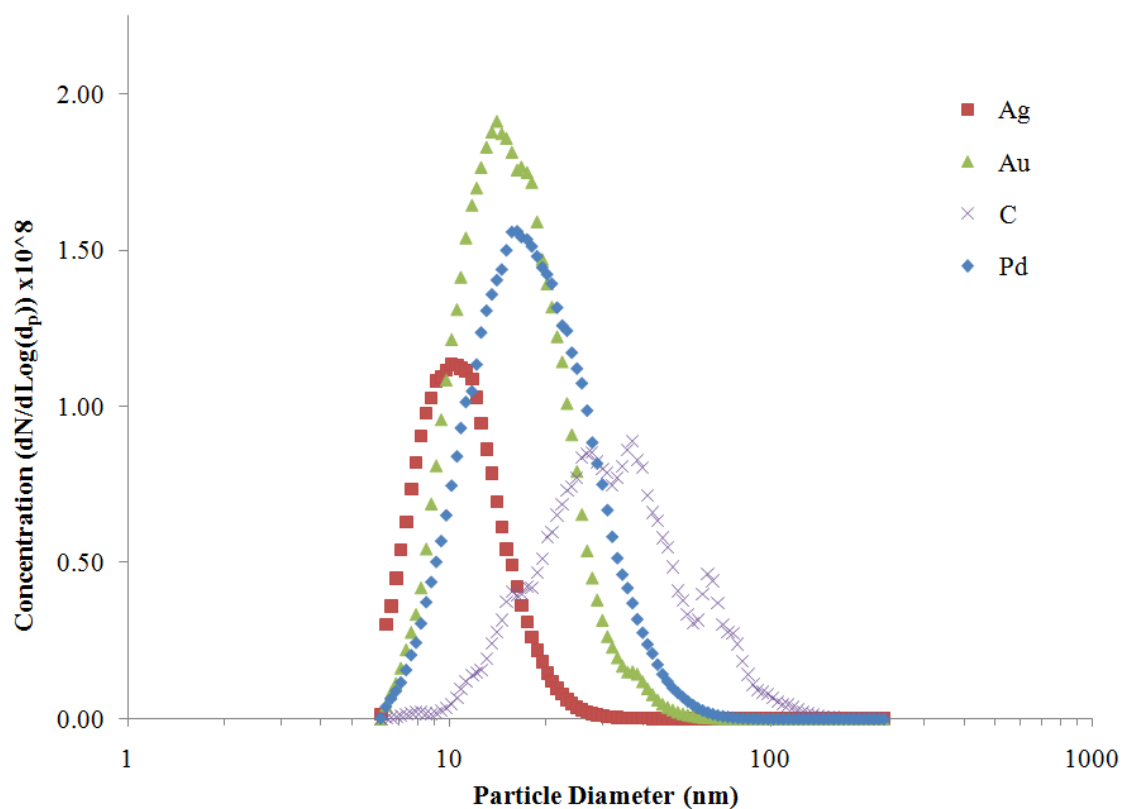 2.00
1.50
1.00
0.50
0.00
1
10
100
1000
Concentration (dN/dLog(dₚ)) x10^8
Particle Diameter (nm)
Ag
Au
C
Pd